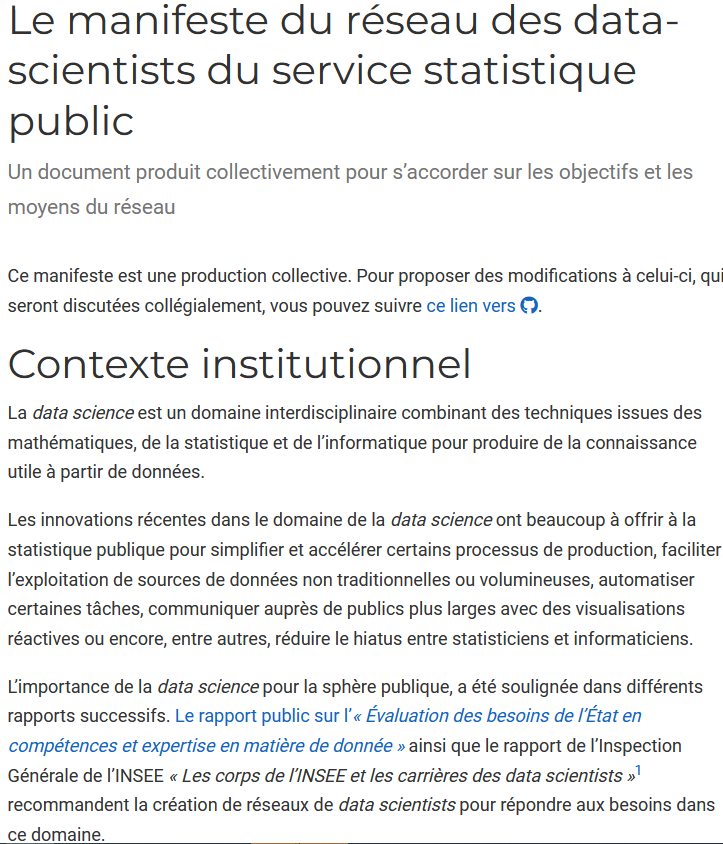 Le manifeste du réseau des data-
scientists du service statistique
public
Un document produit collectivement pour s’accorder sur les objectifs et les
moyens du réseau
Ce manifeste est une production collective. Pour proposer des modifications à celui-ci, qui
seront discutées collégialement, vous pouvez suivre ce lien vers .
Contexte institutionnel
La data science est un domaine interdisciplinaire combinant des techniques issues des
mathématiques, de la statistique et de l’informatique pour produire de la connaissance
utile à partir de données.
Les innovations récentes dans le domaine de la data science ont beaucoup à offrir à la
statistique publique pour simplifier et accélérer certains processus de production, faciliter
l’exploitation de sources de données non traditionnelles ou volumineuses, automatiser
certaines tâches, communiquer auprès de publics plus larges avec des visualisations
réactives ou encore, entre autres, réduire le hiatus entre statisticiens et informaticiens.
L’importance de la data science pour la sphère publique, a été soulignée dans différents
rapports successifs. Le rapport public sur l’« Évaluation des besoins de l’État en
compétences et expertise en matière de donnée » ainsi que le rapport de l’Inspection
Générale de l’INSEE « Les corps de l’INSEE et les carrières des data scientists »1
recommandent la création de réseaux de data scientists pour répondre aux besoins dans
ce domaine.